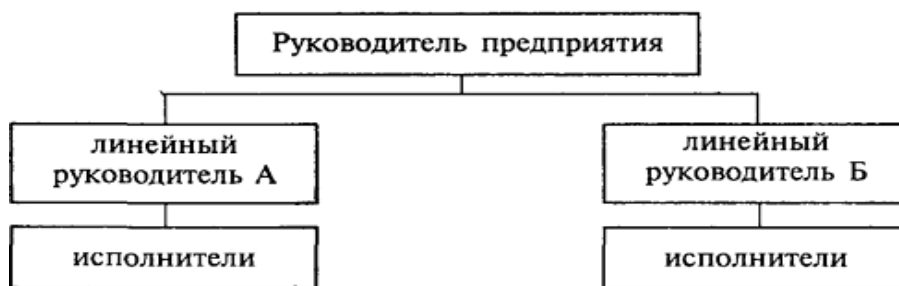 Руководитель предприятия
линейный
руководитель А
линейный
руководитель Б
исполнители
исполнители